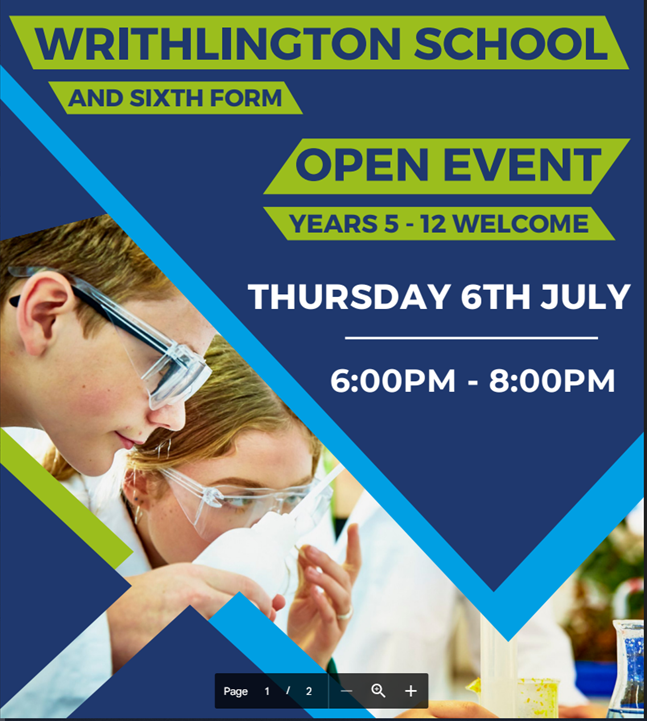 WRITHLINGTON SCHOOL
AND SIXTH FORM
OPEN EVENT
YEARS 5 - 12 WELCOME
THURSDAY 6TH JULY
6:00PM - 8:00PM
Page 1 / 2